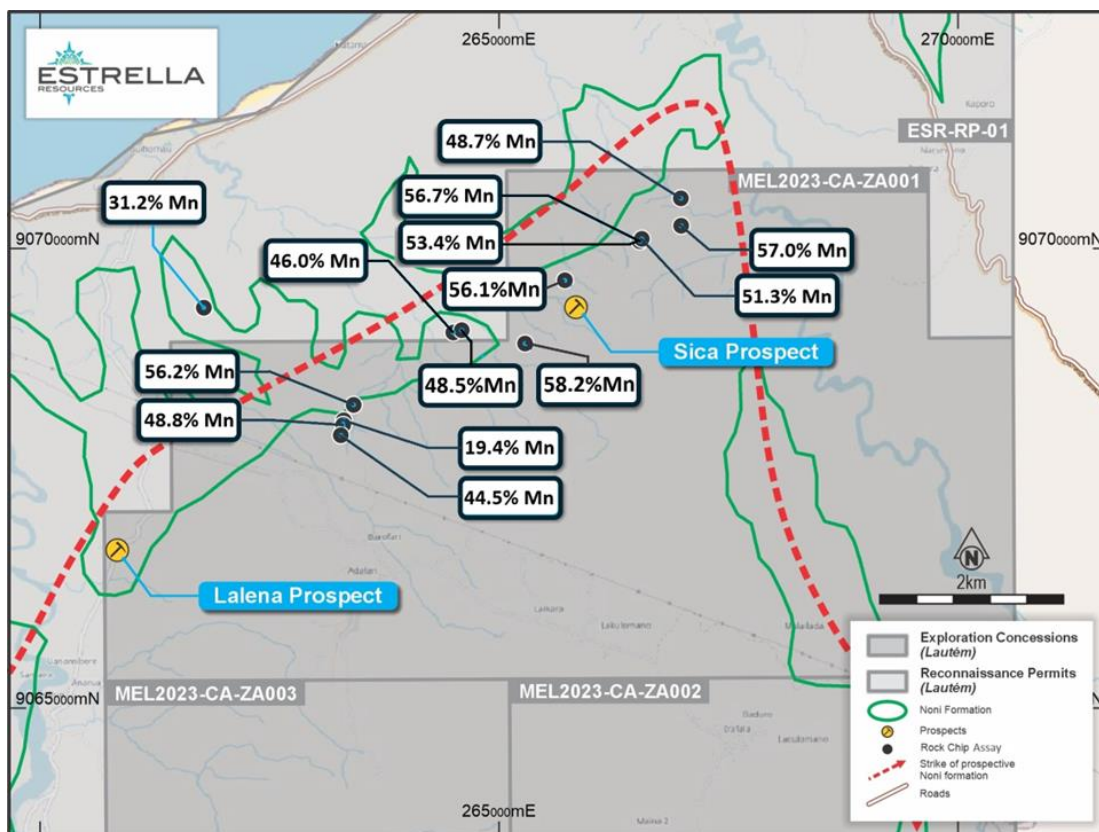 ESTRELLA
RESOURCES
265000mE
270000mE
ESR-RP-01
48.7% Mn
MEL2023-CA-ZA001
31.2% Mn
56.7% Mn
53.4% Mn
9070000mN
9070000mN
46.0% Mn
57.0% Mn
56.1%Mn
51.3% Mn
Sica Prospect
56.2% Mn
48.5%Mn
58.2%Mn
48.8% Mn
19.4% Mn
44.5% Mn
Burofari
Adalari
N
2km
Lalena Prospect
Malailada
Exploration Concessions
(Lautém)
MEL2023-CA-ZA003
MEL2023-CA-ZA002
Reconnaissance Permits
(Lautém)
9065000mN
9065000mN
Noni Formation
Prospects
Rock Chip Assay
Strike of prospective
Noni formation
Roads
265000mE